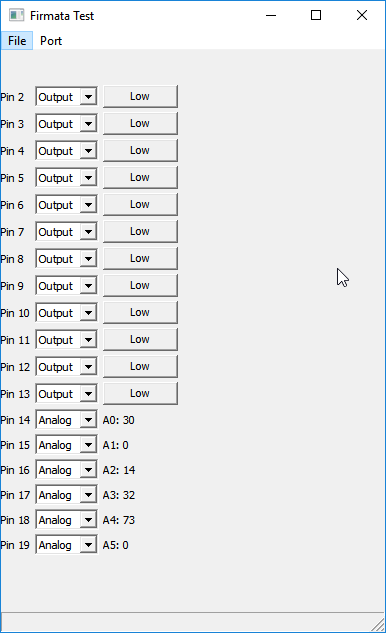 Firmata Test
File Port
Pin 2 Output Low
Pin 3 Output Low
Pin 4 Output Low
Pin 5 Output Low
Pin 6 Output Low
Pin 7 Output Low
Pin 8 Output Low
Pin 9 Output Low
Pin 10 Output Low
Pin 11 Output Low
Pin 12 Output Low
Pin 13 Output Low
Pin 14 Analog A0: 30
Pin 15 Analog A1: 0
Pin 16 Analog A2: 14
Pin 17 Analog A3: 32
Pin 18 Analog A4: 73
Pin 19 Analog A5: 0